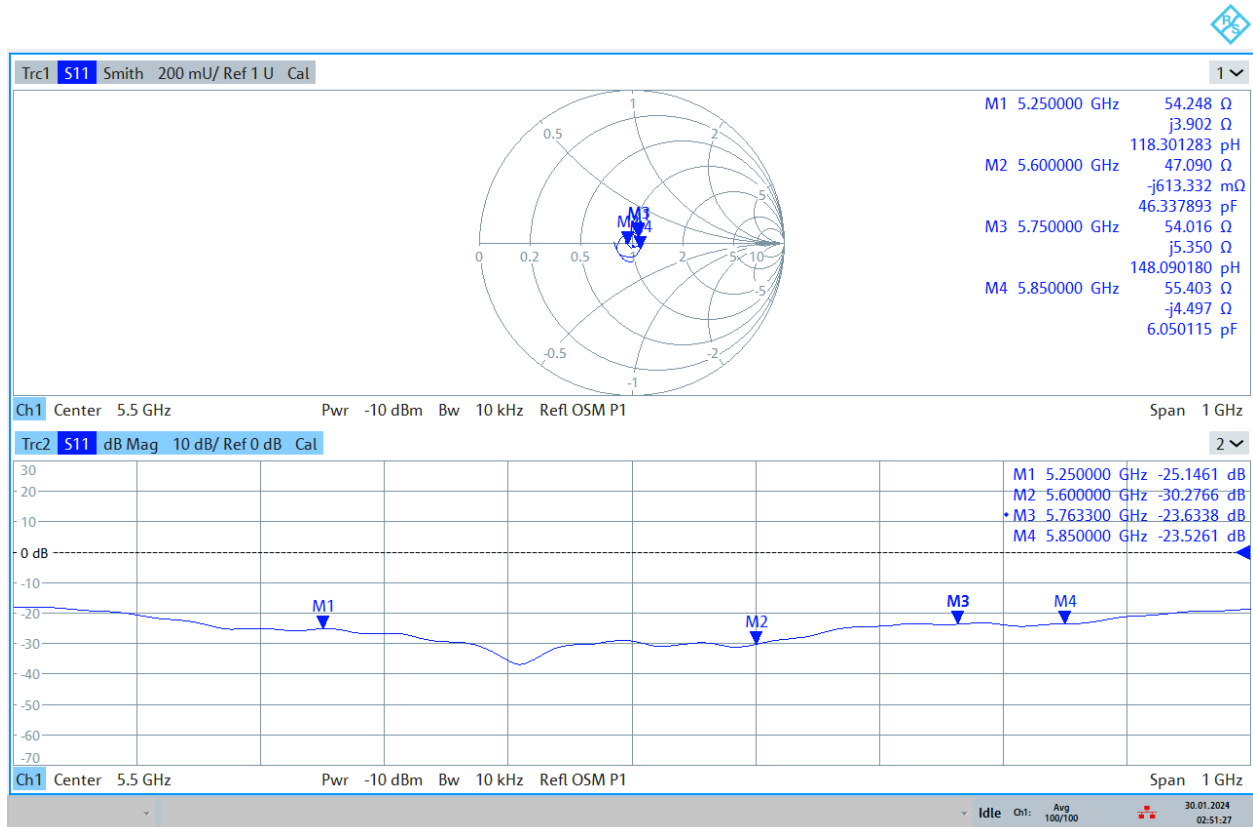 R&S
Trc1 S11 Smith 200 mU/ Ref 1 U Cal
1
M1 5.250000 GHz 54.248 Ω
j3.902 Ω
118.301283 pH
M2 5.600000 GHz 47.090 Ω
-j613.332 mΩ
46.337893 pF
M3 5.750000 GHz 54.016 Ω
j5.350 Ω
148.090180 pH
M4 5.850000 GHz 55.403 Ω
-j4.497 Ω
6.050115 pF
1
0.5
2
5
M3
M
4
0
0.2
0.5
1
2
5
10
-5
-0.5
-2
-1
Ch1 Center 5.5 GHz Pwr -10 dBm Bw 10 kHz Refl OSM P1 Span 1 GHz
Trc2 S11 dB Mag 10 dB/ Ref 0 dB Cal
2
M1 5.250000 GHz -25.1461 dB
M2 5.600000 GHz -30.2766 dB
M3 5.763300 GHz -23.6338 dB
M4 5.850000 GHz -23.5261 dB
30
20
10
0 dB
-10
-20
-30
-40
-50
-60
-70
M1
M2
M3
M4
Ch1 Center 5.5 GHz Pwr -10 dBm Bw 10 kHz Refl OSM P1 Span 1 GHz
Idle Ch1: Avg 100/100 30.01.2024
02:51:27